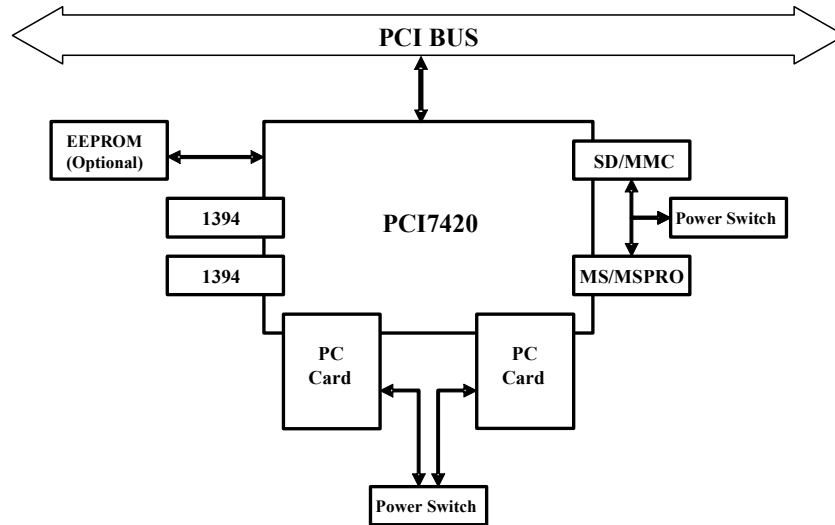 PCI BUS
EEPROM
(Optional)
SD/MMC
1394
PCI7420
Power Switch
1394
MS/MSPRO
PC
Card
PC
Card
Power Switch